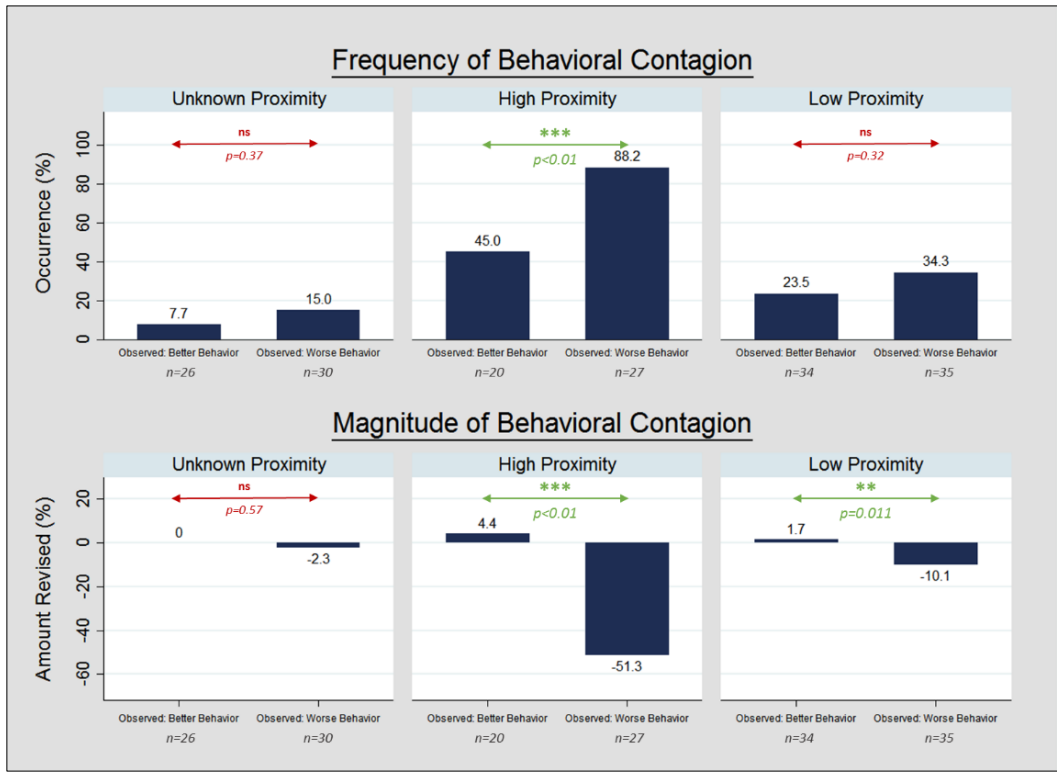 Frequency of Behavioral Contagion
Unknown Proximity
High Proximity
Low Proximity
Occurrence (%)
100
80
60
40
20
0
ns
p=0.37
7.7
15.0
***
p<0.01
45.0
88.2
ns
p=0.32
23.5
34.3
Observed: Better Behavior
Observed: Worse Behavior
Observed: Better Behavior
Observed: Worse Behavior
Observed: Better Behavior
Observed: Worse Behavior
n=26
n=30
n=20
n=27
n=34
n=35
Magnitude of Behavioral Contagion
Unknown Proximity
High Proximity
Low Proximity
Amount Revised (%)
20
0
-20
-40
-60
ns
p=0.57
0
-2.3
***
p<0.01
4.4
-51.3
**
p=0.011
1.7
-10.1
Observed: Better Behavior
Observed: Worse Behavior
Observed: Better Behavior
Observed: Worse Behavior
Observed: Better Behavior
Observed: Worse Behavior
n=26
n=30
n=20
n=27
n=34
n=35